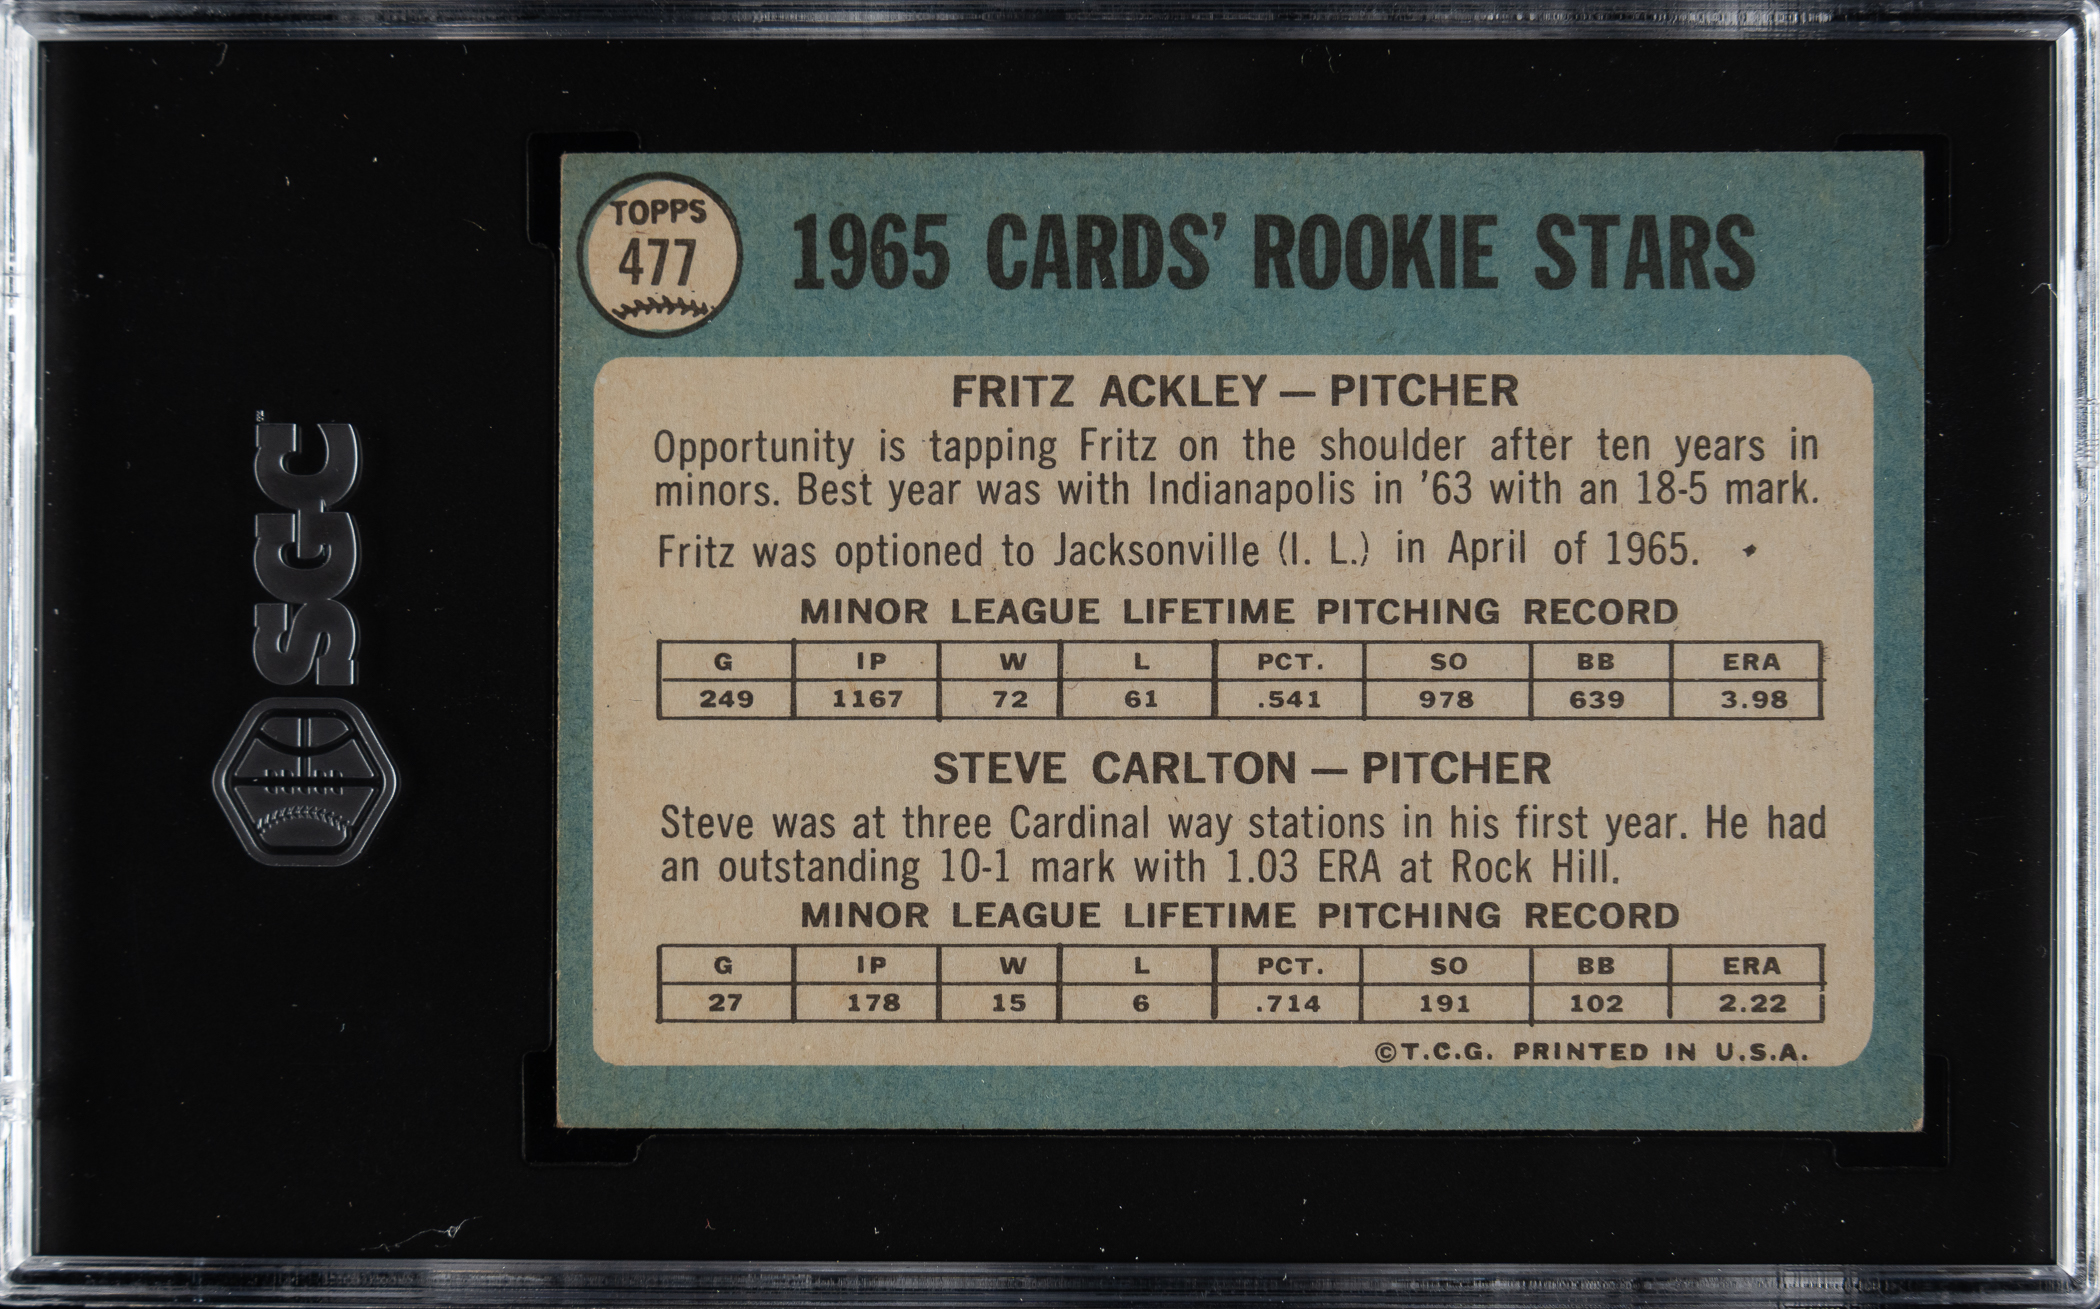 SGC
TOPPS
477
1965 CARDS' ROOKIE STARS
FRITZ ACKLEY — PITCHER
Opportunity is tapping Fritz on the shoulder after ten years in
minors. Best year was with Indianapolis in '63 with an 18-5 mark.
Fritz was optioned to Jacksonville (I. L.) in April of 1965.
MINOR LEAGUE LIFETIME PITCHING RECORD
G IP W L PCT. SO BB ERA
249 1167 72 61 .541 978 639 3.98
STEVE CARLTON — PITCHER
Steve was at three Cardinal way stations in his first year. He had
an outstanding 10-1 mark with 1.03 ERA at Rock Hill.
MINOR LEAGUE LIFETIME PITCHING RECORD
G IP W L PCT. SO BB ERA
27 178 15 6 .714 191 102 2.22
©T.C.G. PRINTED IN U.S.A.